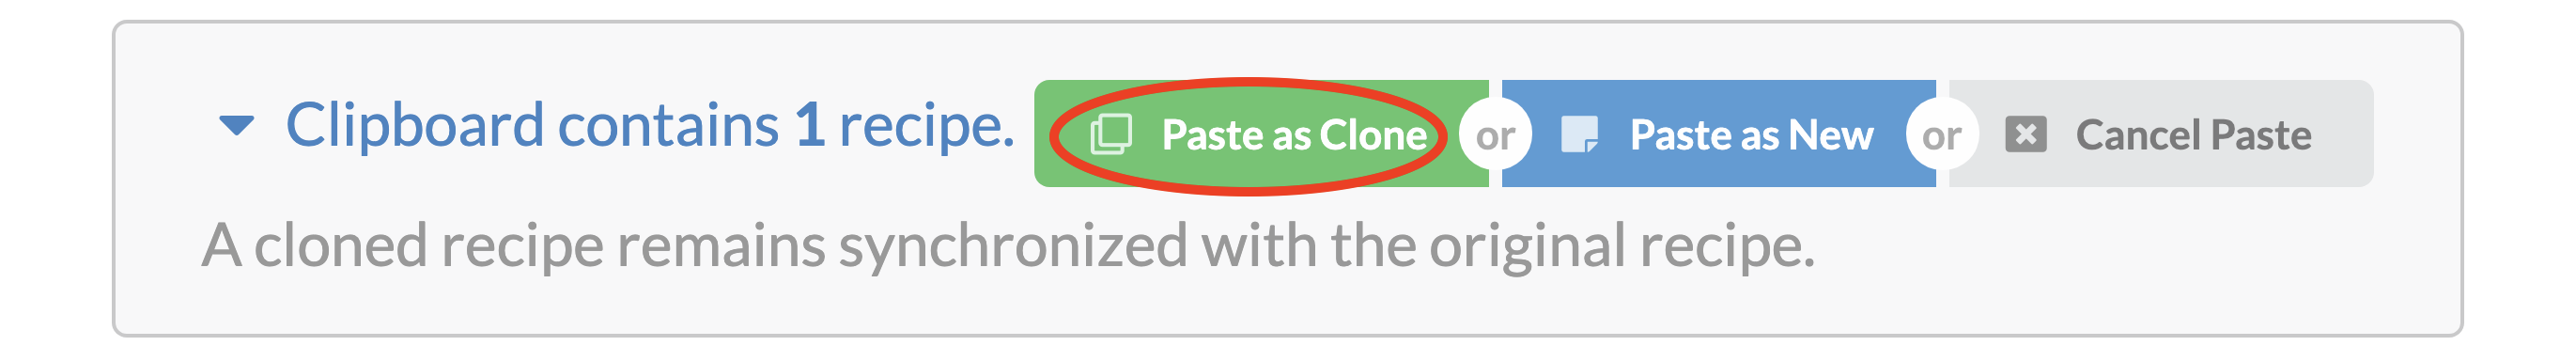 Clipboard contains 1 recipe. Paste as Clone or Paste as New or Cancel Paste
A cloned recipe remains synchronized with the original recipe.